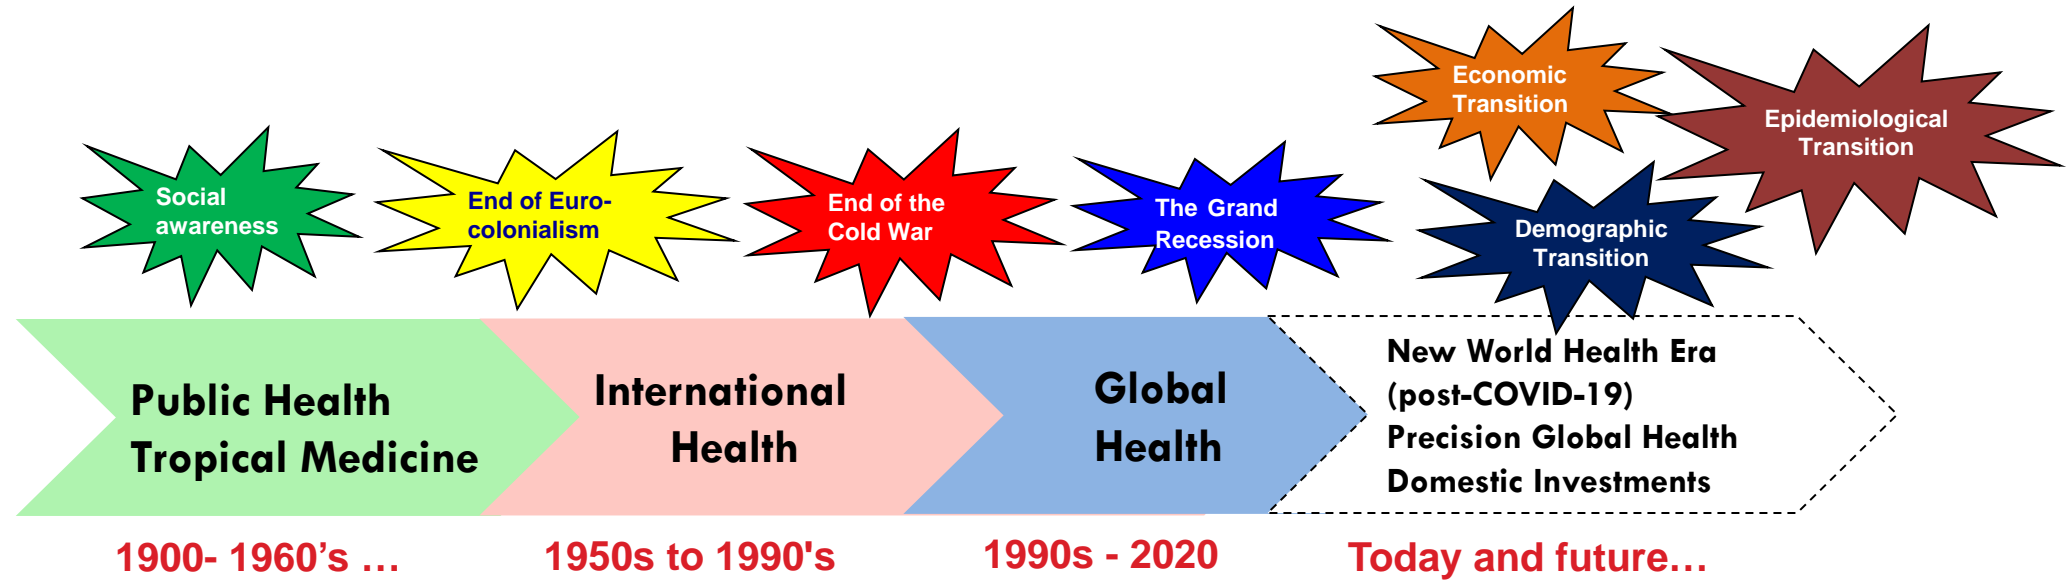 Economic
Transition
Epidemiological
Transition
Social
awareness
End of Euro-
colonialism
End of the
Cold War
The Grand
Recession
Demographic
Transition
Public Health
Tropical Medicine
International
Health
Global
Health
New World Health Era
(post-COVID-19)
Precision Global Health
Domestic Investments
1900- 1960’s …
1950s to 1990's
1990s - 2020
Today and future…